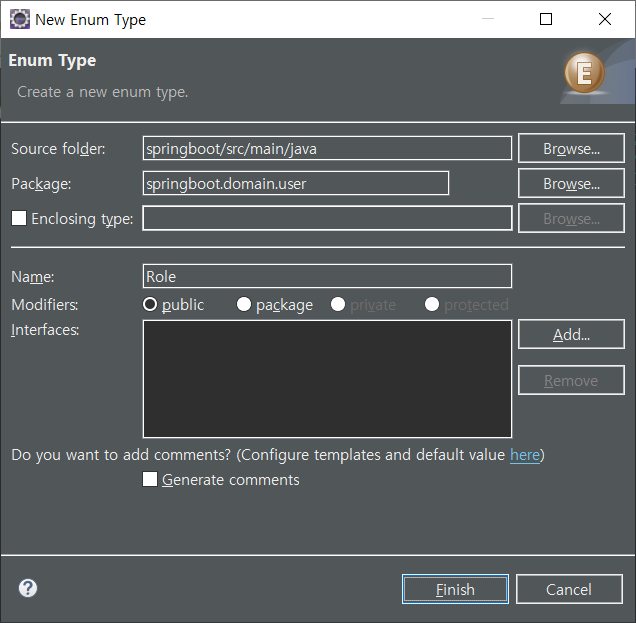 New Enum Type
Enum Type
Create a new enum type.
E
Source folder: springboot/src/main/java Browse...
Package: springboot.domain.user Browse...
Enclosing type: Browse...
Name: Role
Modifiers: public package private protected
Interfaces: Add...
Remove
Do you want to add comments? (Configure templates and default value here)
Generate comments
? Finish Cancel